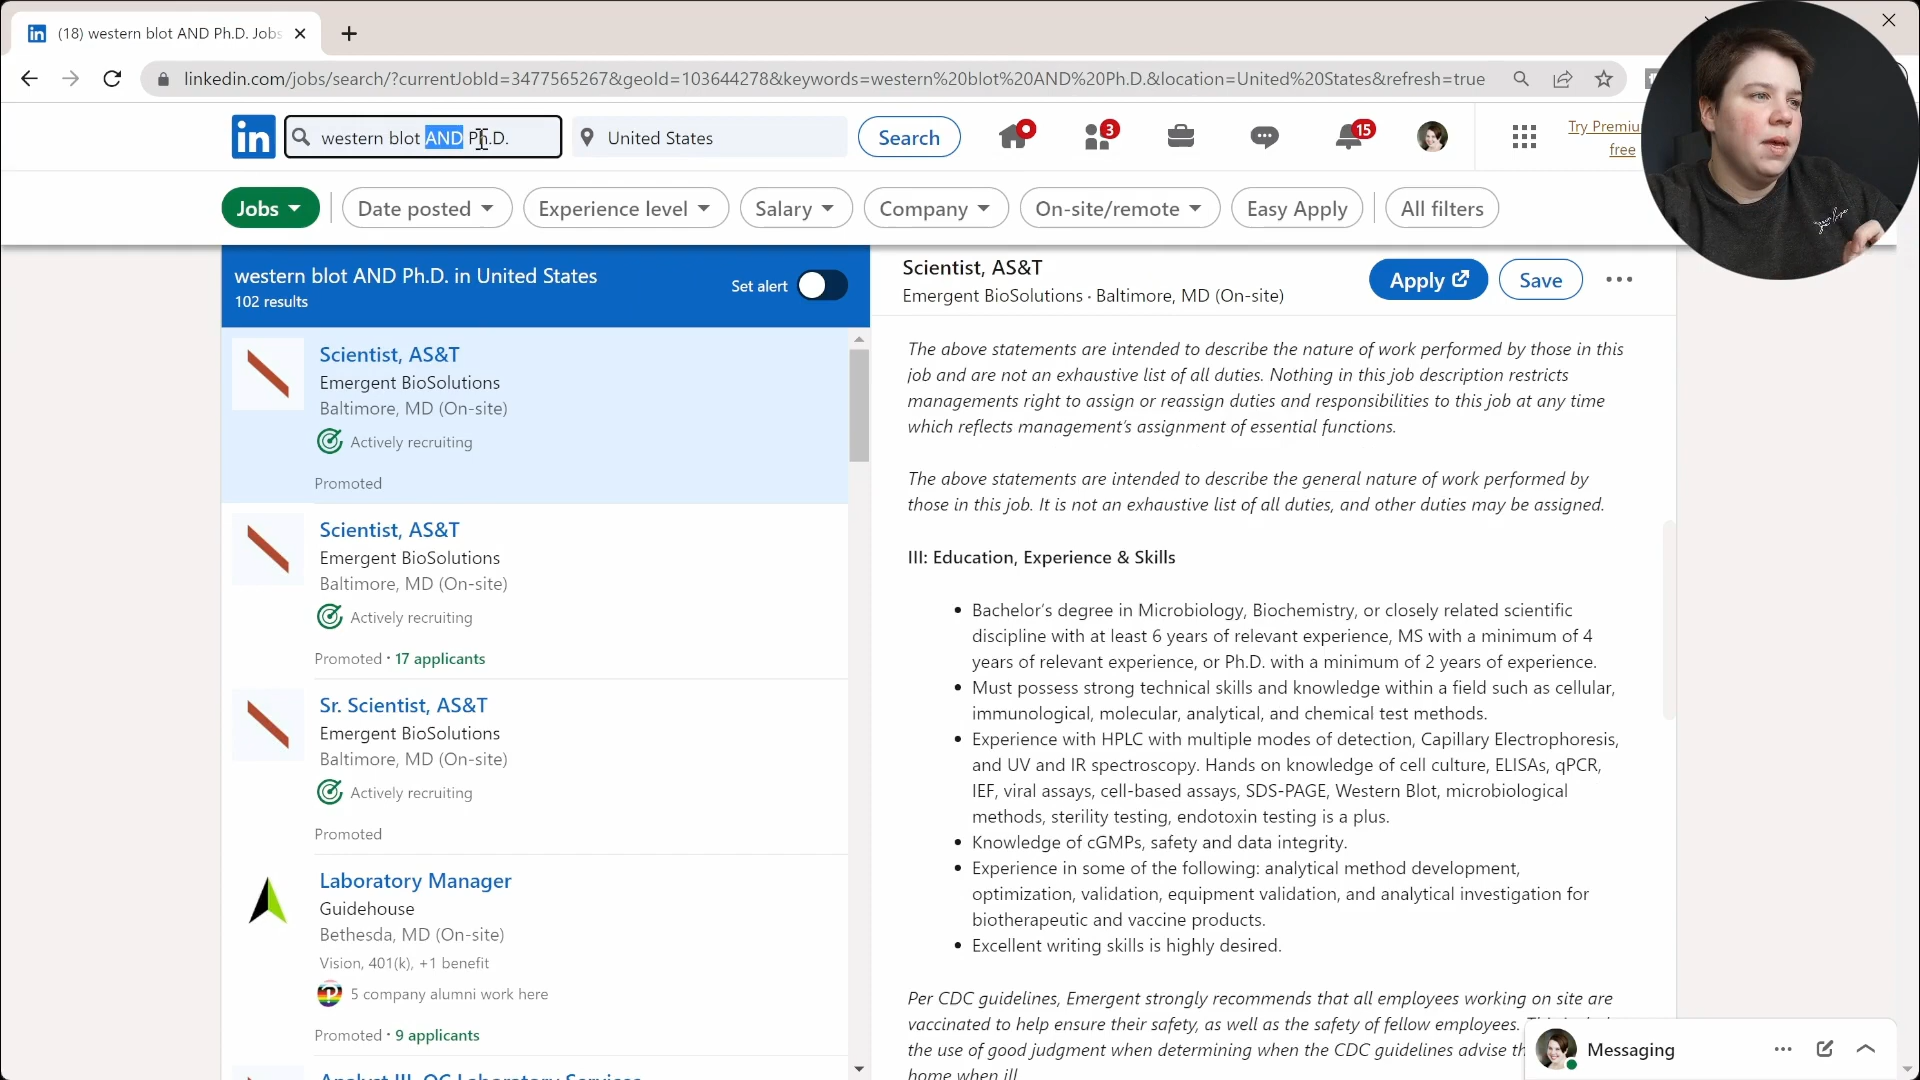 (18) western blot AND Ph.D. Jobs
linkedin.com/jobs/search/?currentJobId=3477565267&geoId=103644278&keywords=western%20blot%20AND%20Ph.D.&location=United%20States&refresh=true
in
western blot AND Ph.D.
United States
Search
3
15
Try Premiu
free
Jobs
Date posted
Experience level
Salary
Company
On-site/remote
Easy Apply
All filters
western blot AND Ph.D. in United States
102 results
Set alert
Scientist, AS&T
Emergent BioSolutions
Baltimore, MD (On-site)
Actively recruiting
Promoted
Scientist, AS&T
Emergent BioSolutions
Baltimore, MD (On-site)
Actively recruiting
Promoted · 17 applicants
Sr. Scientist, AS&T
Emergent BioSolutions
Baltimore, MD (On-site)
Actively recruiting
Promoted
Laboratory Manager
Guidehouse
Bethesda, MD (On-site)
Vision, 401(k), +1 benefit
5 company alumni work here
Promoted · 9 applicants
Analyst III, QC Laboratory Services
Scientist, AS&T
Emergent BioSolutions · Baltimore, MD (On-site)
Apply
Save
The above statements are intended to describe the nature of work performed by those in this
job and are not an exhaustive list of all duties. Nothing in this job description restricts
managements right to assign or reassign duties and responsibilities to this job at any time
which reflects management's assignment of essential functions.
The above statements are intended to describe the general nature of work performed by
those in this job. It is not an exhaustive list of all duties, and other duties may be assigned.
III: Education, Experience & Skills
• Bachelor's degree in Microbiology, Biochemistry, or closely related scientific
discipline with at least 6 years of relevant experience, MS with a minimum of 4
years of relevant experience, or Ph.D. with a minimum of 2 years of experience.
• Must possess strong technical skills and knowledge within a field such as cellular,
immunological, molecular, analytical, and chemical test methods.
• Experience with HPLC with multiple modes of detection, Capillary Electrophoresis,
and UV and IR spectroscopy. Hands on knowledge of cell culture, ELISAs, qPCR,
IEF, viral assays, cell-based assays, SDS-PAGE, Western Blot, microbiological
methods, sterility testing, endotoxin testing is a plus.
• Knowledge of cGMPs, safety and data integrity.
• Experience in some of the following: analytical method development,
optimization, validation, equipment validation, and analytical investigation for
biotherapeutic and vaccine products.
• Excellent writing skills is highly desired.
Per CDC guidelines, Emergent strongly recommends that all employees working on site are
vaccinated to help ensure their safety, as well as the safety of fellow employees.
the use of good judgment when determining when the CDC guidelines advise th
home when ill
Messaging